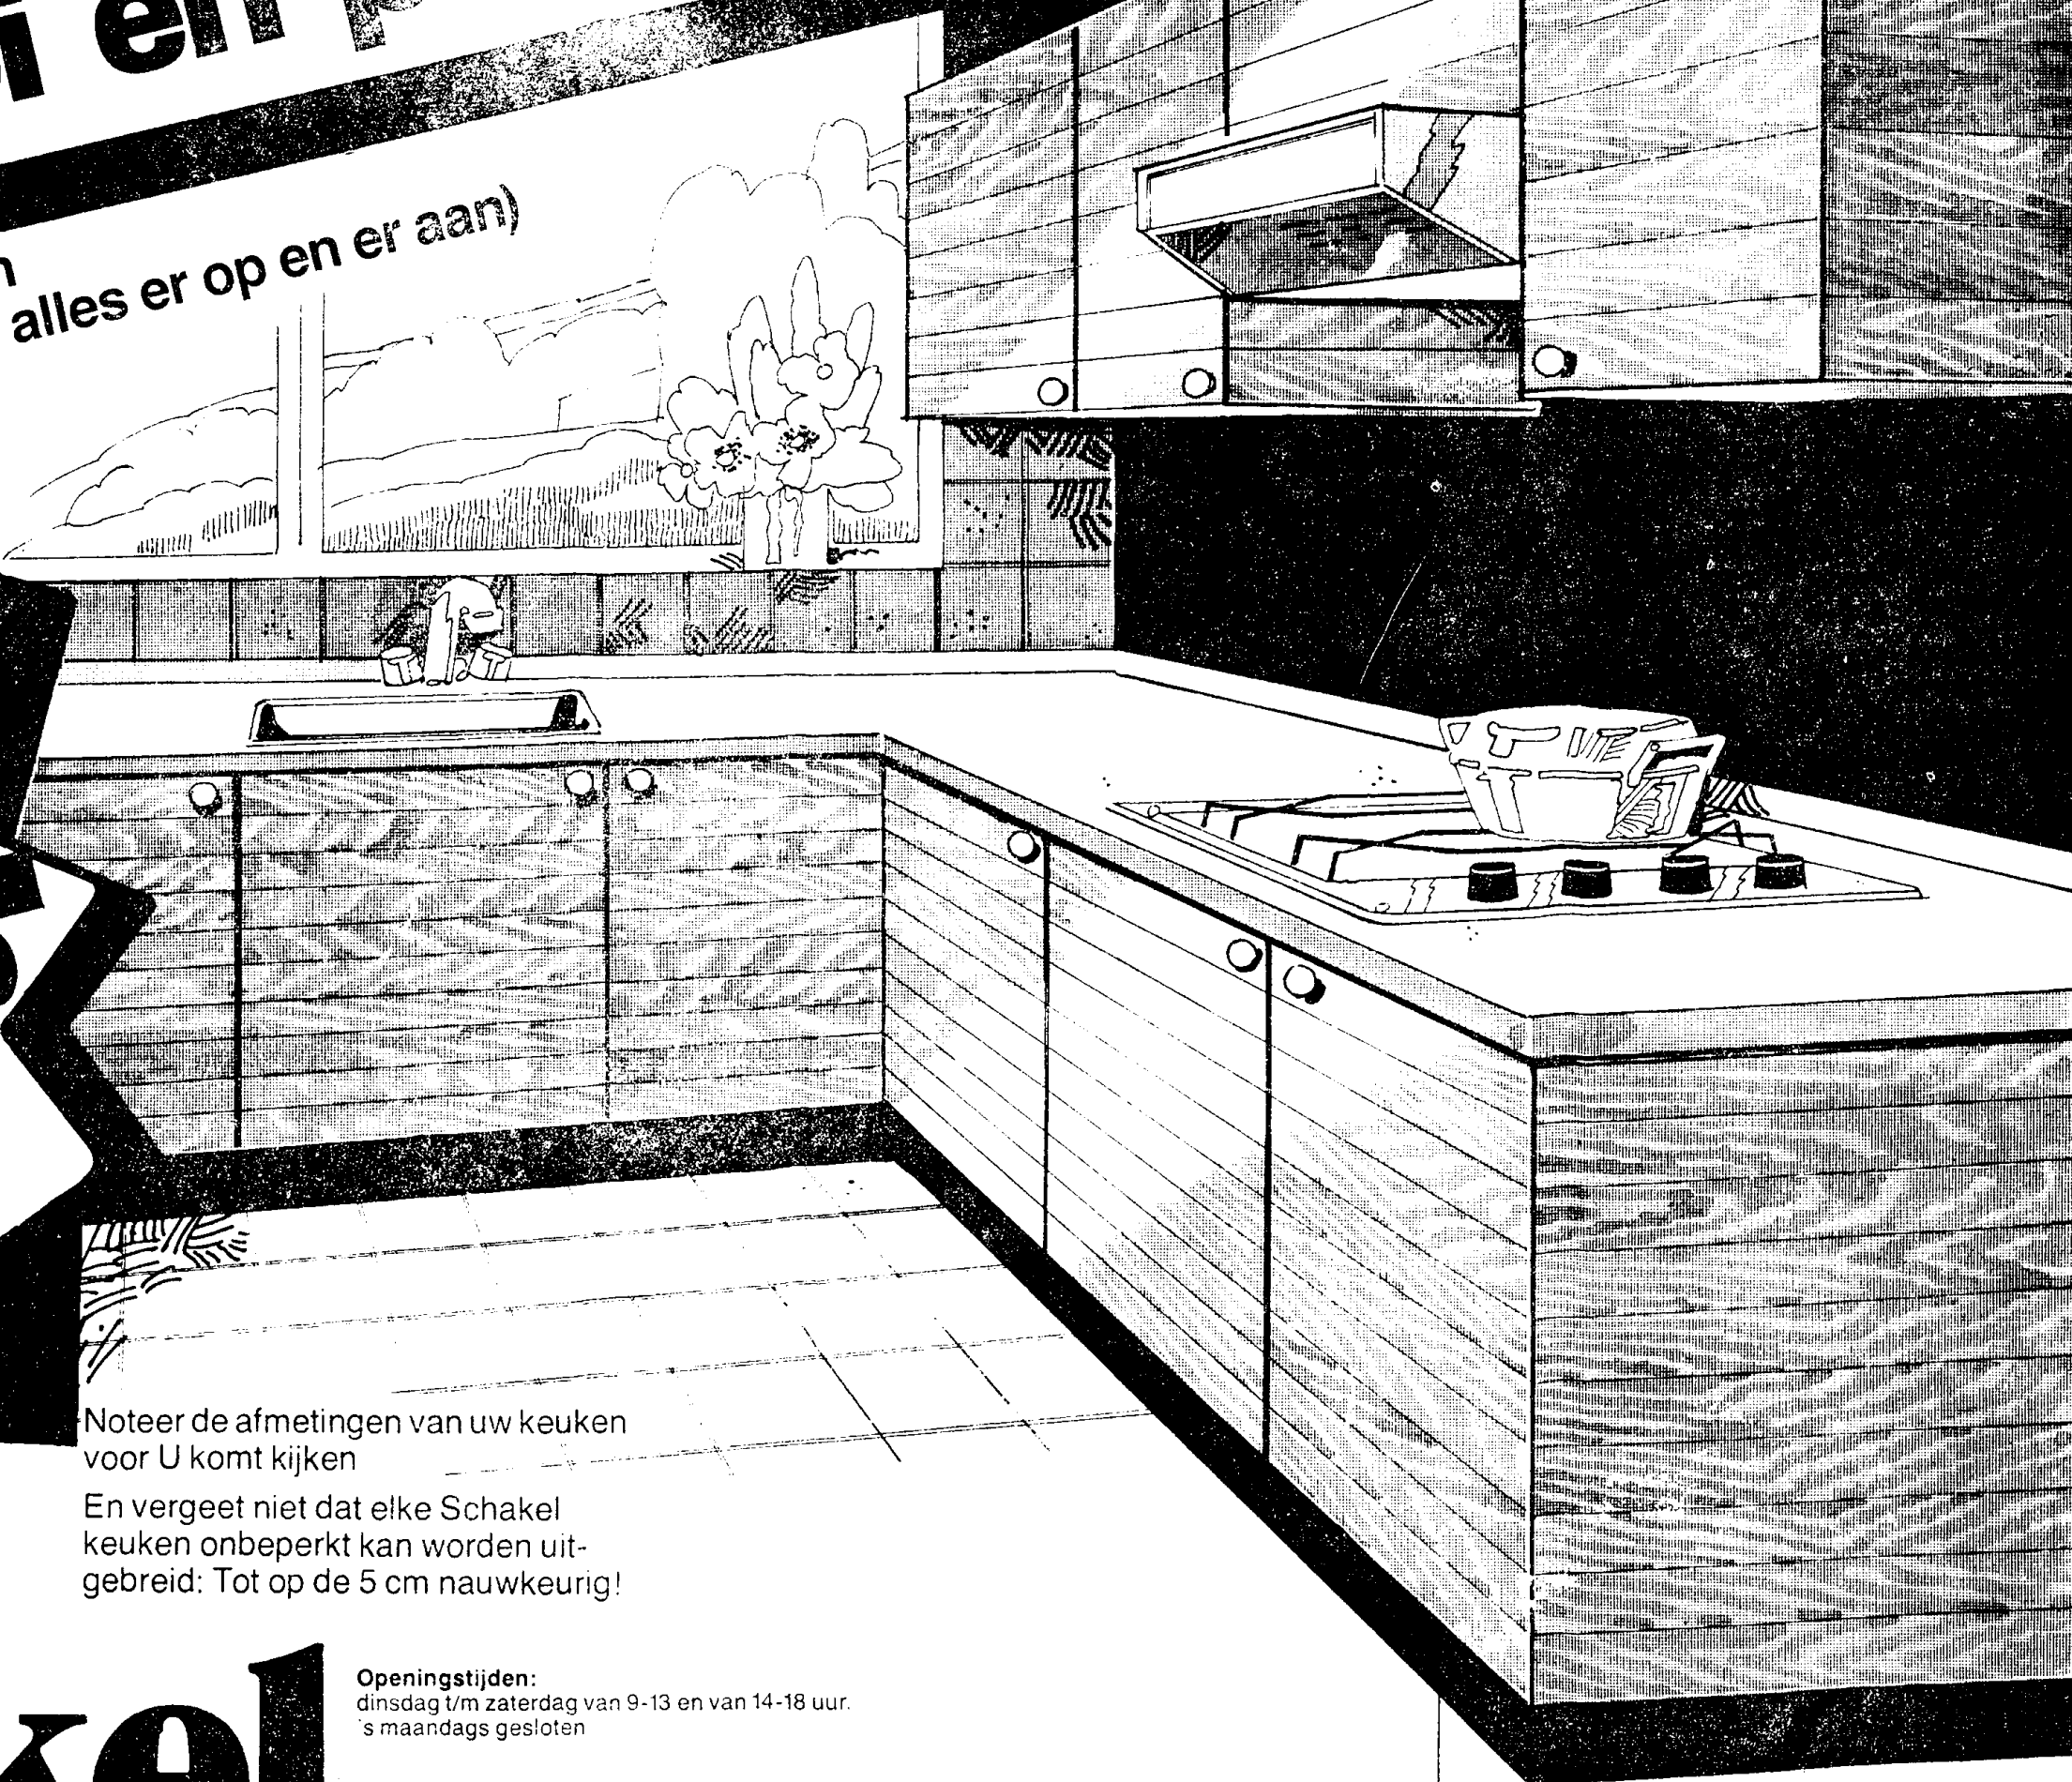 en
alles er op en er aan)
Noteer de afmetingen van uw keuken
voor U komt kijken
En vergeet niet dat elke Schakel
keuken onbeperkt kan worden uit-
gebreid: Tot op de 5 cm nauwkeurig!
kel
Openingstijden:
dinsdag t/m zaterdag van 9-13 en van 14-18 uur.
's maandags gesloten